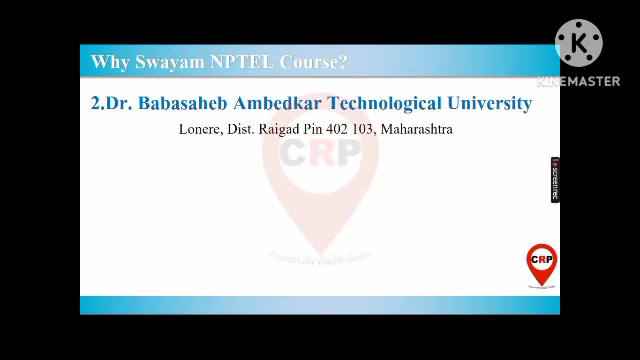 Why Swayam NPTEL Course?
K
KINEMASTER
2.Dr. Babasaheb Ambedkar Technological University
Lonere, Dist. Raigad Pin 402 103, Maharashtra
CRP
screenrec
CRP